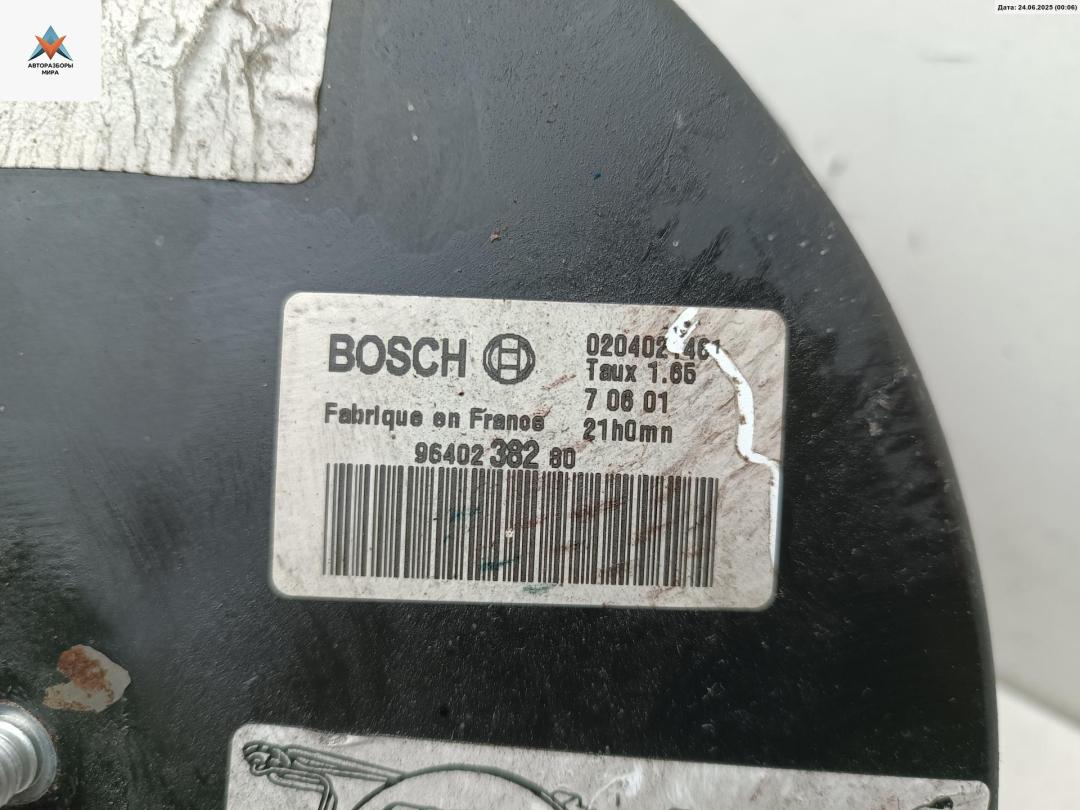 Дата: 24.06.2025 (00:06)
АВТОРАЗБОРЫ
МИРА
BOSCH
Taux 1.65
7 06 01
Fabrique en France
21h0mn
96402 382 80